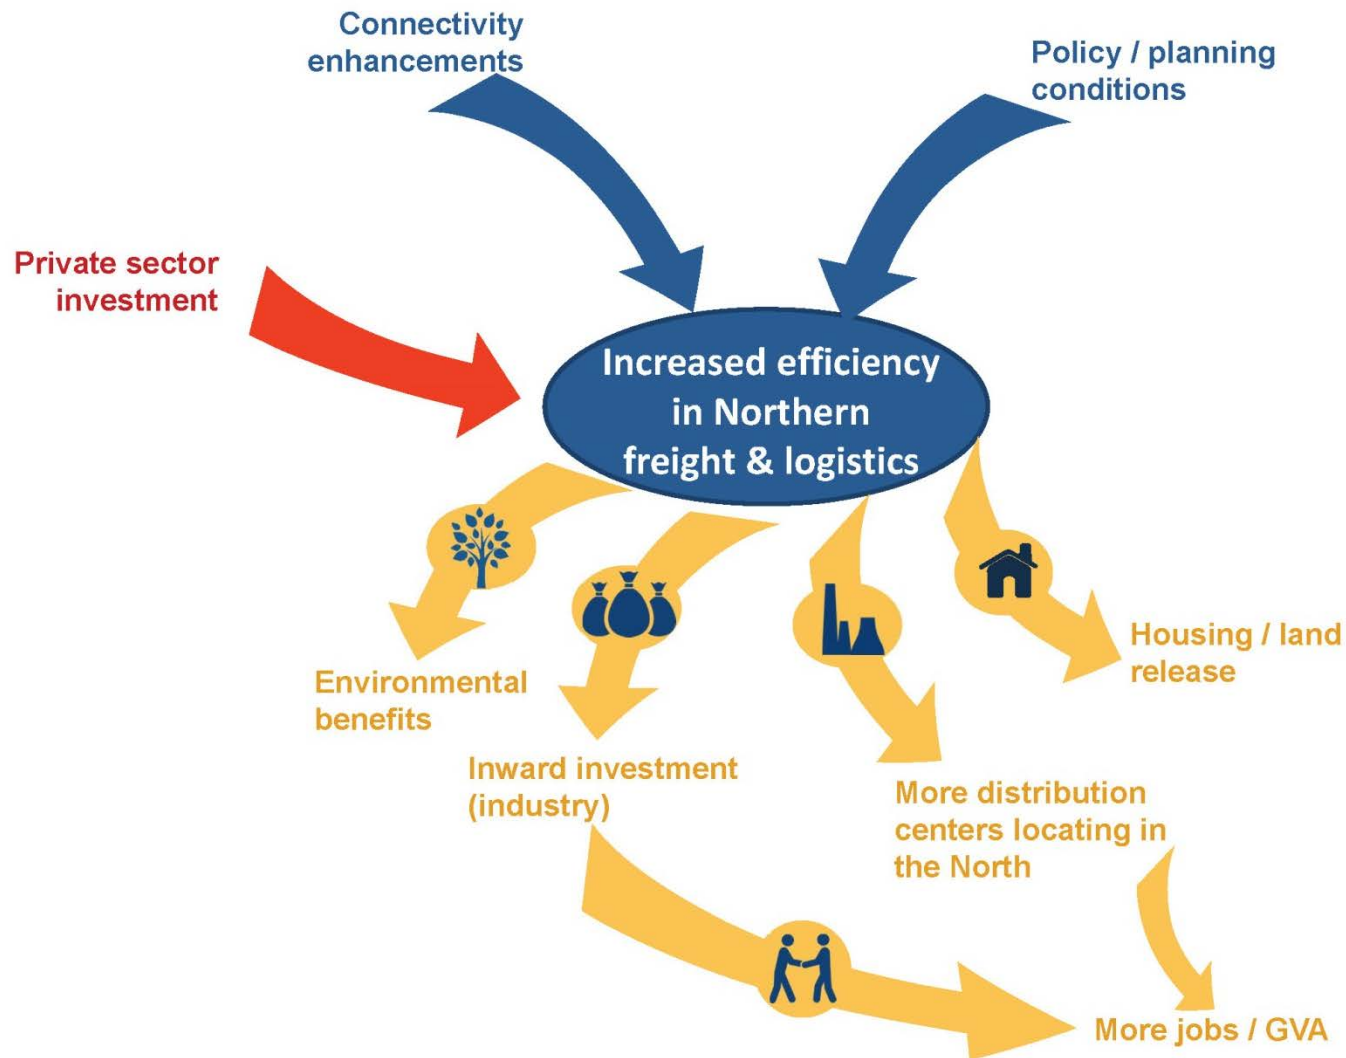 Connectivity
enhancements
Policy / planning
conditions
Private sector
investment
Increased efficiency
in Northern
freight & logistics
Environmental
benefits
Inward investment
(industry)
More distribution
centers locating in
the North
Housing / land
release
More jobs / GVA